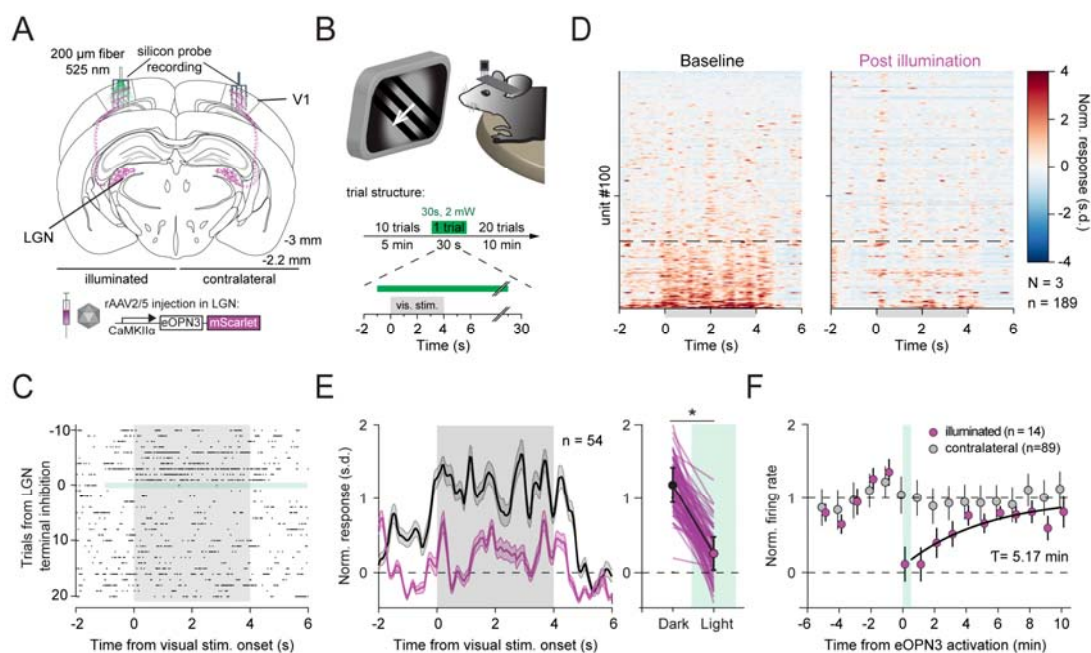 A
200 µm fiber
525 nm
silicon probe
recording
V1
LGN
-3 mm
-2.2 mm
illuminated
contralateral
rAAV2/5 injection in LGN:
CaMKIIα
eOPN3
mScarlet
B
trial structure:
30s, 2 mW
10 trials
1 trial
20 trials
5 min
30 s
10 min
vis. stim.
-2 0 2 4 6 30
Time (s)
D
Baseline
Post illumination
unit #100
-2 0 2 4 6
Time (s)
-2 0 2 4 6
Time (s)
4
2
0
-2
-4
Norm. response (s.d.)
N = 3
n = 189
C
Trials from LGN
terminal inhibition
-10
0
10
20
-2 0 2 4 6
Time from visual stim. onset (s)
E
Norm. response (s.d.)
2
1
0
n = 54
-2 0 2 4 6
Time from visual stim. onset (s)
2
1
0
*
Dark Light
F
illuminated (n = 14)
contralateral (n=89)
Norm. firing rate
2
1
0
Ƭ= 5.17 min
-6 -4 -2 0 2 4 6 8 10
Time from eOPN3 activation (min)